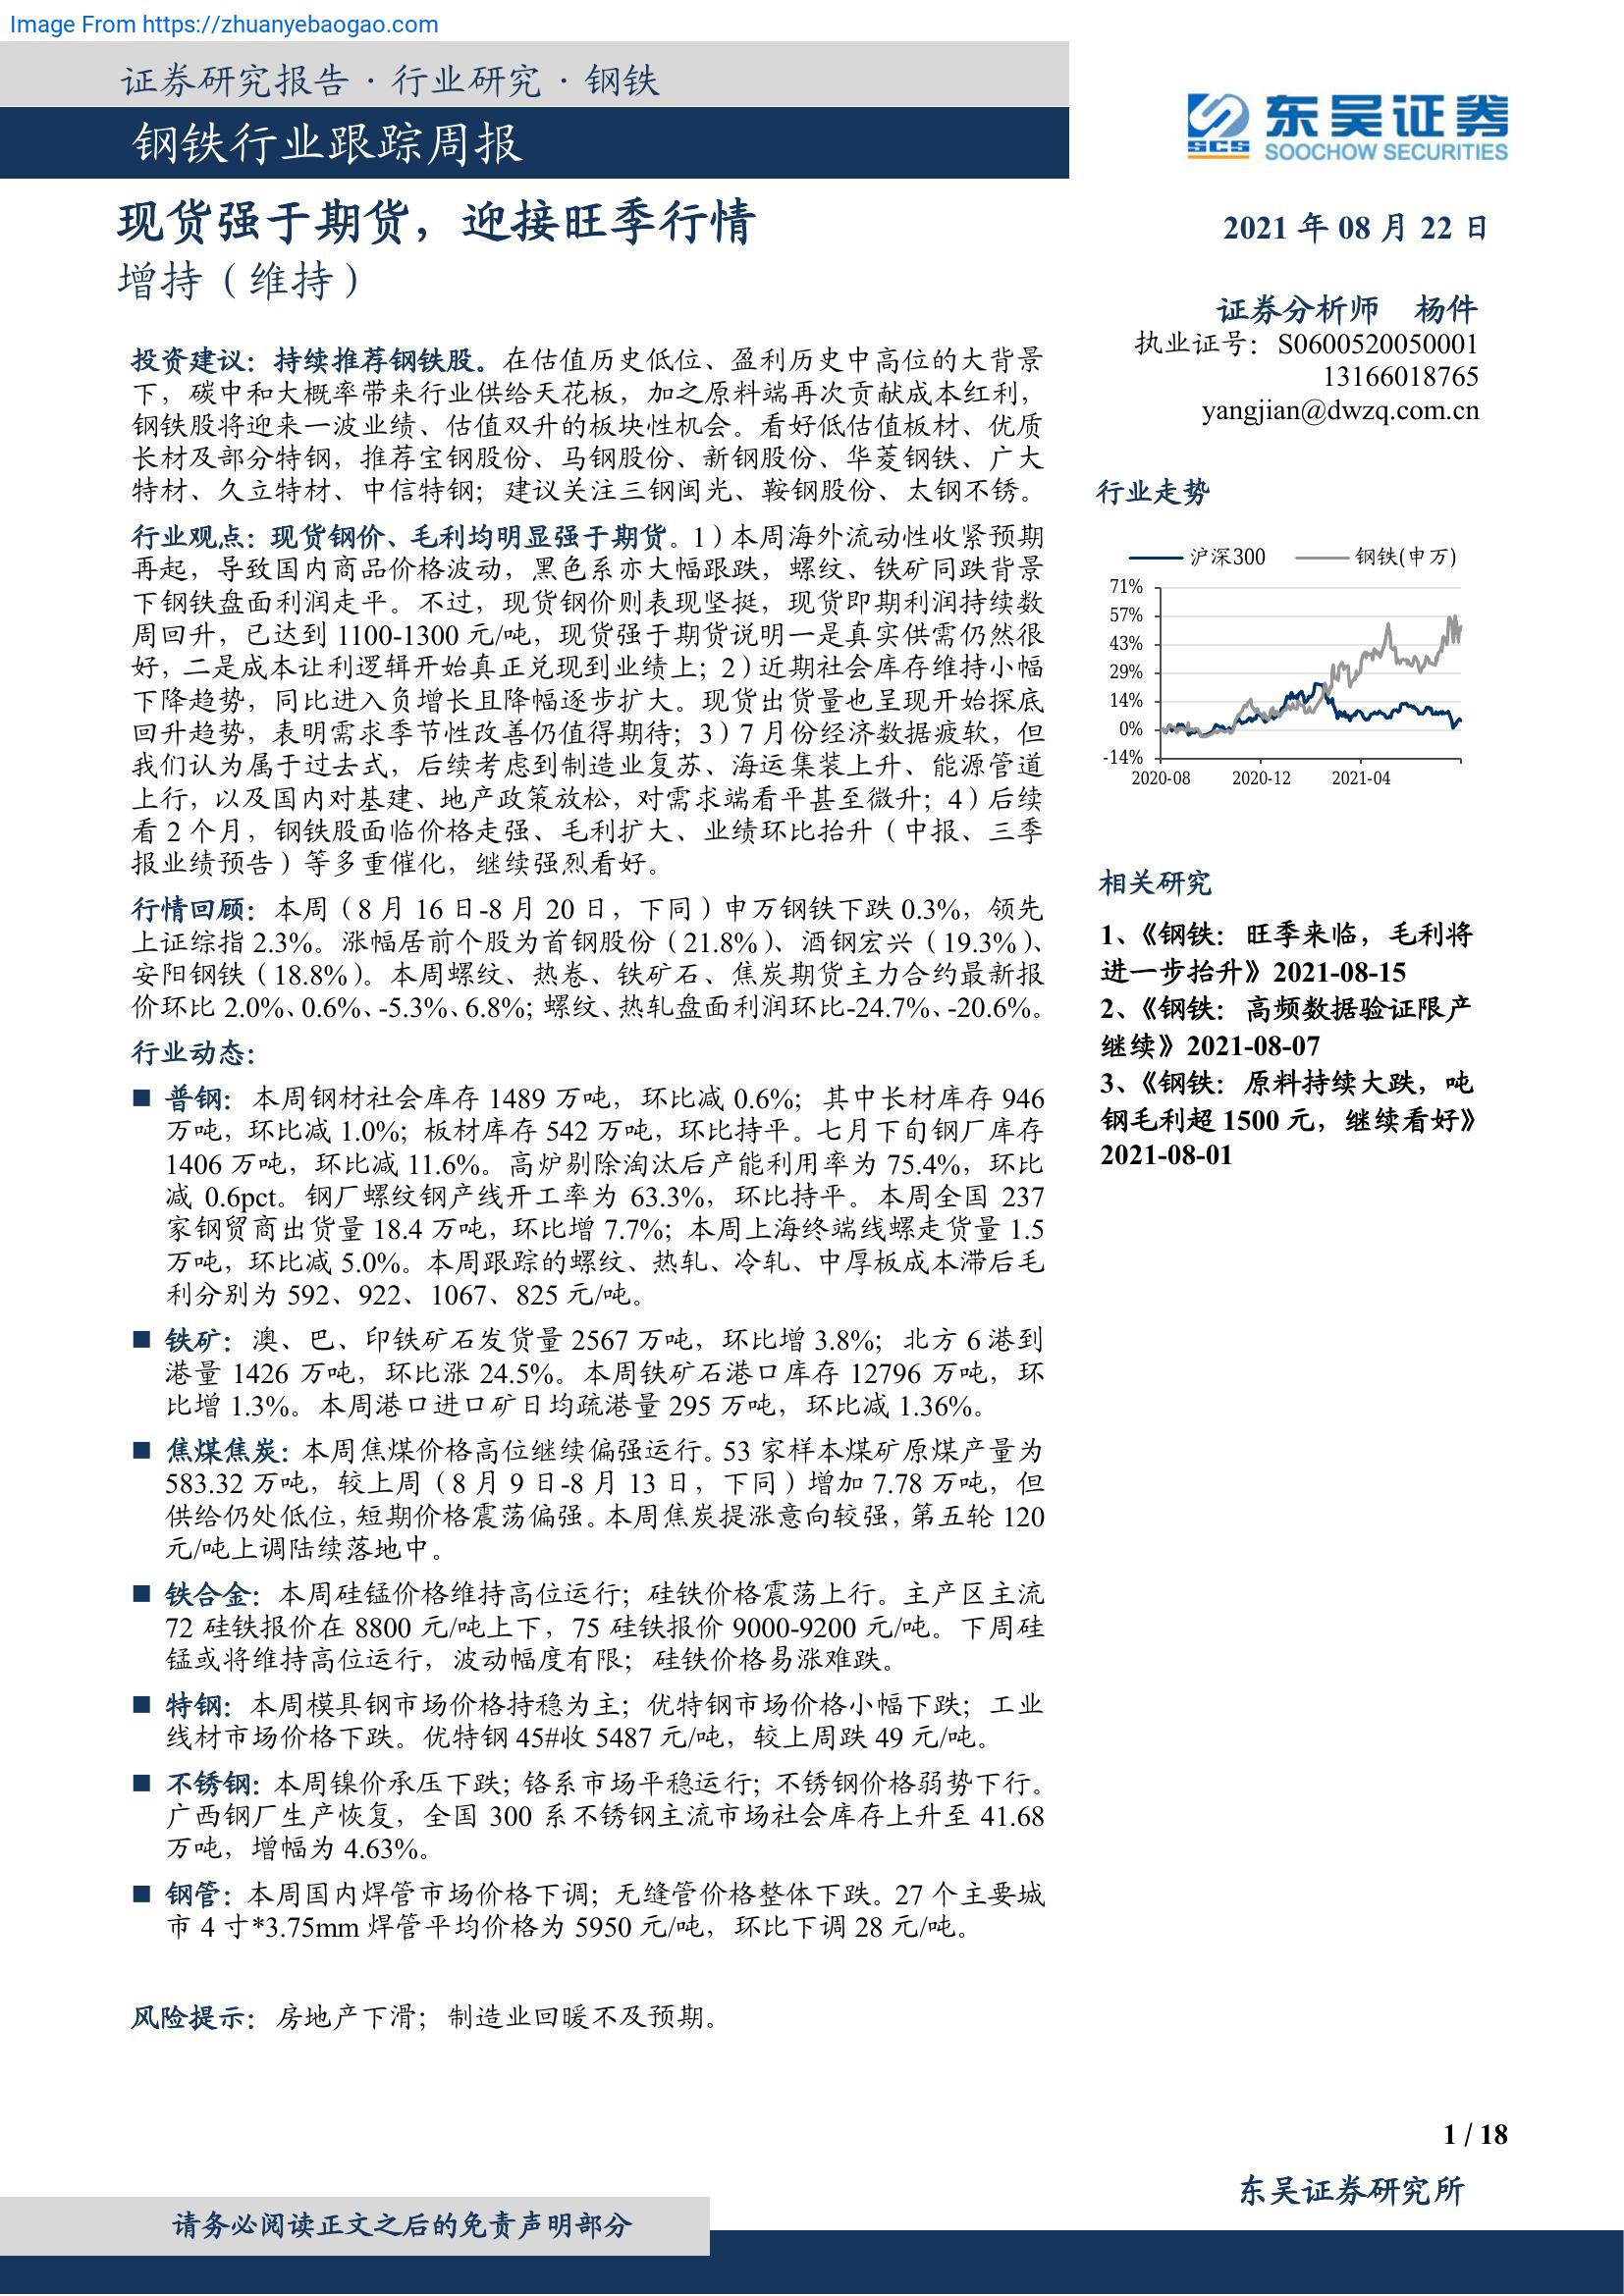 Image From https://zhuanyebaogao.com
证券研究报告·行业研究·钢铁
钢铁行业跟踪周报
东吴证券
SCS
SOOCHOW SECURITIES
现货强于期货，迎接旺季行情
增持（维持）
投资建议：持续推荐钢铁股。在估值历史低位、盈利历史中高位的大背景
下，碳中和大概率带来行业供给天花板，加之原料端再次贡献成本红利，
钢铁股将迎来一波业绩、估值双升的板块性机会。看好低估值板材、优质
长材及部分特钢，推荐宝钢股份、马钢股份、新钢股份、华菱钢铁、广大
特材、久立特材、中信特钢；建议关注三钢闽光、鞍钢股份、太钢不锈。
行业观点：现货钢价、毛利均明显强于期货。1）本周海外流动性收紧预期
再起，导致国内商品价格波动，黑色系亦大幅跟跌，螺纹、铁矿同跌背景
下钢铁盘面利润走平。不过，现货钢价则表现坚挺，现货即期利润持续数
周回升，已达到 1100-1300 元/吨，现货强于期货说明一是真实供需仍然很
好，二是成本让利逻辑开始真正兑现到业绩上；2）近期社会库存维持小幅
下降趋势，同比进入负增长且降幅逐步扩大。现货出货量也呈现开始探底
回升趋势，表明需求季节性改善仍值得期待；3）7 月份经济数据疲软，但
我们认为属于过去式，后续考虑到制造业复苏、海运集装上升、能源管道
上行，以及国内对基建、地产政策放松，对需求端看平甚至微升；4）后续
看 2 个月，钢铁股面临价格走强、毛利扩大、业绩环比抬升（中报、三季
报业绩预告）等多重催化，继续强烈看好。
行情回顾：本周（8 月 16 日-8 月 20 日，下同）申万钢铁下跌 0.3%，领先
上证综指 2.3%。涨幅居前个股为首钢股份（21.8%）、酒钢宏兴（19.3%）、
安阳钢铁（18.8%）。本周螺纹、热卷、铁矿石、焦炭期货主力合约最新报
价环比 2.0%、0.6%、-5.3%、6.8%；螺纹、热轧盘面利润环比-24.7%、-20.6%。
行业动态：
■ 普钢：本周钢材社会库存 1489 万吨，环比减 0.6%；其中长材库存 946
万吨，环比减 1.0%；板材库存 542 万吨，环比持平。七月下旬钢厂库存
1406 万吨，环比减 11.6%。高炉剔除淘汰后产能利用率为 75.4%，环比
减 0.6pct。钢厂螺纹钢产线开工率为 63.3%，环比持平。本周全国 237
家钢贸商出货量 18.4 万吨，环比增 7.7%；本周上海终端线螺走货量 1.5
万吨，环比减 5.0%。本周跟踪的螺纹、热轧、冷轧、中厚板成本滞后毛
利分别为 592、922、1067、825 元/吨。
■ 铁矿：澳、巴、印铁矿石发货量 2567 万吨，环比增 3.8%；北方 6 港到
港量 1426 万吨，环比涨 24.5%。本周铁矿石港口库存 12796 万吨，环
比增 1.3%。本周港口进口矿日均疏港量 295 万吨，环比减 1.36%。
■ 焦煤焦炭：本周焦煤价格高位继续偏强运行。53 家样本煤矿原煤产量为
583.32 万吨，较上周（8 月 9 日-8 月 13 日，下同）增加 7.78 万吨，但
供给仍处低位，短期价格震荡偏强。本周焦炭提涨意向较强，第五轮 120
元/吨上调陆续落地中。
■ 铁合金：本周硅锰价格维持高位运行；硅铁价格震荡上行。主产区主流
72 硅铁报价在 8800 元/吨上下，75 硅铁报价 9000-9200 元/吨。下周硅
锰或将维持高位运行，波动幅度有限；硅铁价格易涨难跌。
■ 特钢：本周模具钢市场价格持稳为主；优特钢市场价格小幅下跌；工业
线材市场价格下跌。优特钢 45#收 5487 元/吨，较上周跌 49 元/吨。
■ 不锈钢：本周镍价承压下跌；铬系市场平稳运行；不锈钢价格弱势下行。
广西钢厂生产恢复，全国 300 系不锈钢主流市场社会库存上升至 41.68
万吨，增幅为 4.63%。
■ 钢管：本周国内焊管市场价格下调；无缝管价格整体下跌。27 个主要城
市 4 寸*3.75mm 焊管平均价格为 5950 元/吨，环比下调 28 元/吨。
风险提示：房地产下滑；制造业回暖不及预期。
2021 年 08 月 22 日
证券分析师 杨件
执业证号：S0600520050001
13166018765
yangjian@dwzq.com.cn
行业走势
沪深300 钢铁(申万)
71%
57%
43%
29%
14%
0%
-14%
2020-08 2020-12 2021-04
相关研究
1、《钢铁：旺季来临，毛利将
进一步抬升》2021-08-15
2、《钢铁：高频数据验证限产
继续》2021-08-07
3、《钢铁：原料持续大跌，吨
钢毛利超 1500 元，继续看好》
2021-08-01
1 / 18
东吴证券研究所
请务必阅读正文之后的免责声明部分